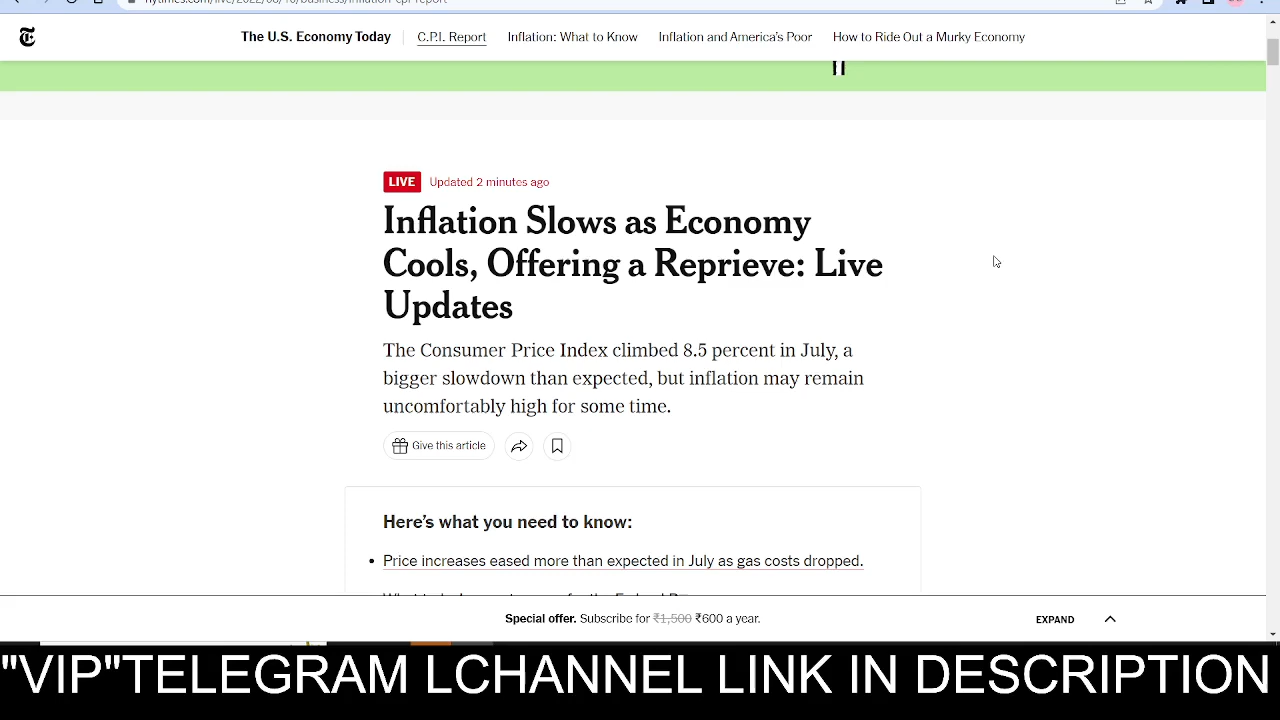 The U.S. Economy Today
C.P.I. Report
Inflation: What to Know
Inflation and America's Poor
How to Ride Out a Murky Economy
LIVE Updated 2 minutes ago
Inflation Slows as Economy
Cools, Offering a Reprieve: Live
Updates
The Consumer Price Index climbed 8.5 percent in July, a
bigger slowdown than expected, but inflation may remain
uncomfortably high for some time.
Give this article
Here's what you need to know:
• Price increases eased more than expected in July as gas costs dropped.
Special offer. Subscribe for ₹1,500 ₹600 a year.
EXPAND
"VIP"TELEGRAM LCHANNEL LINK IN DESCRIPTION